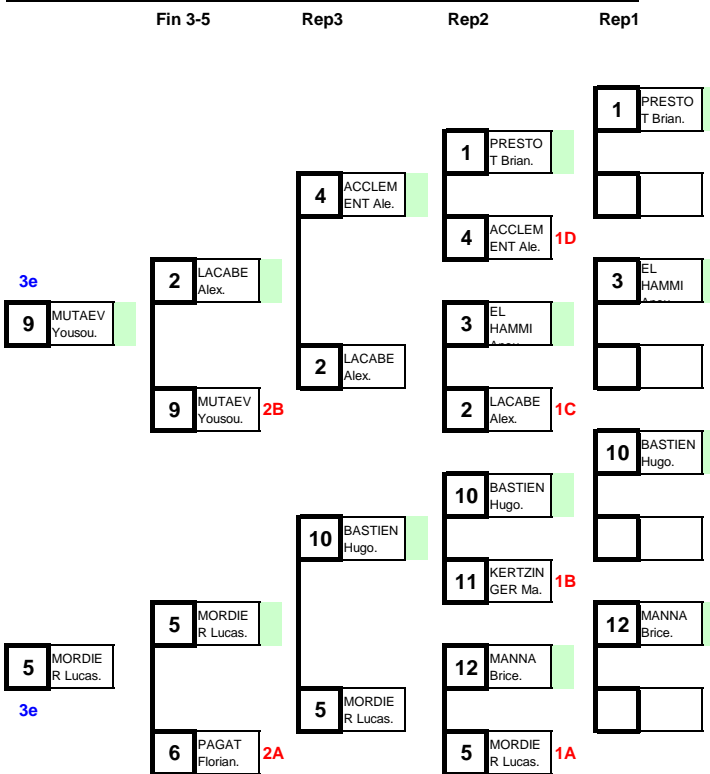 Fin 3-5 Rep3 Rep2 Rep1
1 PRESTO
T Brian.
1 PRESTO
T Brian.
4 ACCLEM
ENT Ale.
4 ACCLEM
ENT Ale. 1D
3e
2 LACABE
Alex.
3 EL
HAMMI
9 MUTAEV
Yousou.
3 EL
HAMMI
2 LACABE
Alex.
9 MUTAEV
Yousou. 2B
2 LACABE
Alex. 1C
10 BASTIEN
Hugo.
10 BASTIEN
Hugo.
10 BASTIEN
Hugo.
11 KERTZIN
GER Ma. 1B
5 MORDIE
R Lucas.
12 MANNA
Brice.
5 MORDIE
R Lucas.
12 MANNA
Brice.
3e
5 MORDIE
R Lucas.
6 PAGAT
Florian. 2A
5 MORDIE
R Lucas. 1A